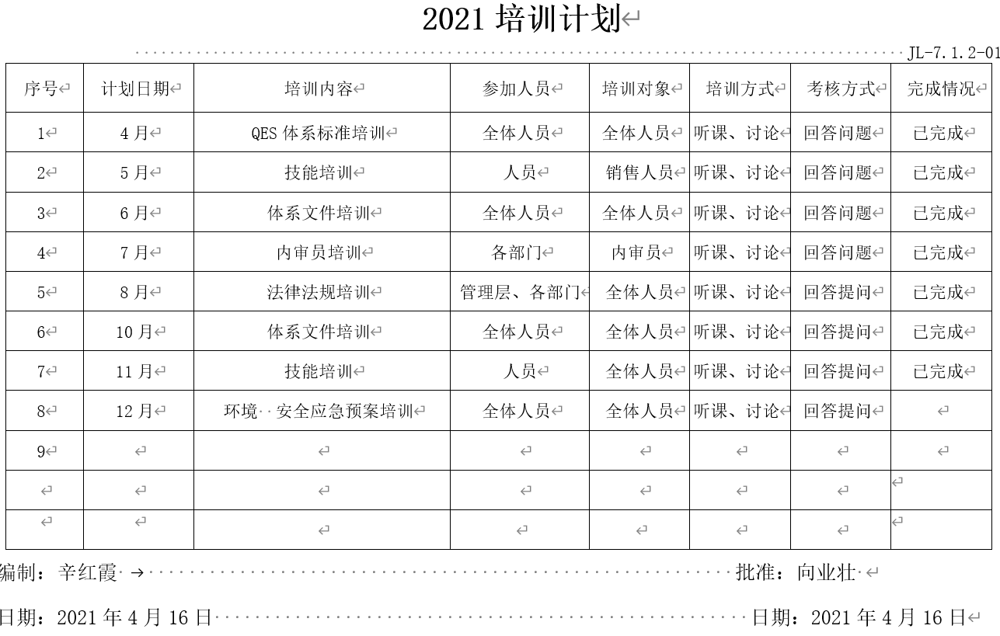 2021 培训计划
JL-7.1.2-01
序号 计划日期 培训内容 参加人员 培训对象 培训方式 考核方式 完成情况
1 4 月 QES 体系标准培训 全体人员 全体人员 听课、讨论 回答问题 已完成
2 5 月 技能培训 人员 销售人员 听课、讨论 回答问题 已完成
3 6 月 体系文件培训 全体人员 全体人员 听课、讨论 回答问题 已完成
4 7 月 内审员培训 各部门 内审员 听课、讨论 回答问题 已完成
5 8 月 法律法规培训 管理层、各部门 全体人员 听课、讨论 回答提问 已完成
6 10 月 体系文件培训 全体人员 全体人员 听课、讨论 回答提问 已完成
7 11 月 技能培训 人员 全体人员 听课、讨论 回答提问 已完成
8 12 月 环境 安全应急预案培训 全体人员 全体人员 听课、讨论 回答提问
9
编制：辛红霞 批准：向业壮
日期：2021 年 4 月 16 日 日期：2021 年 4 月 16 日